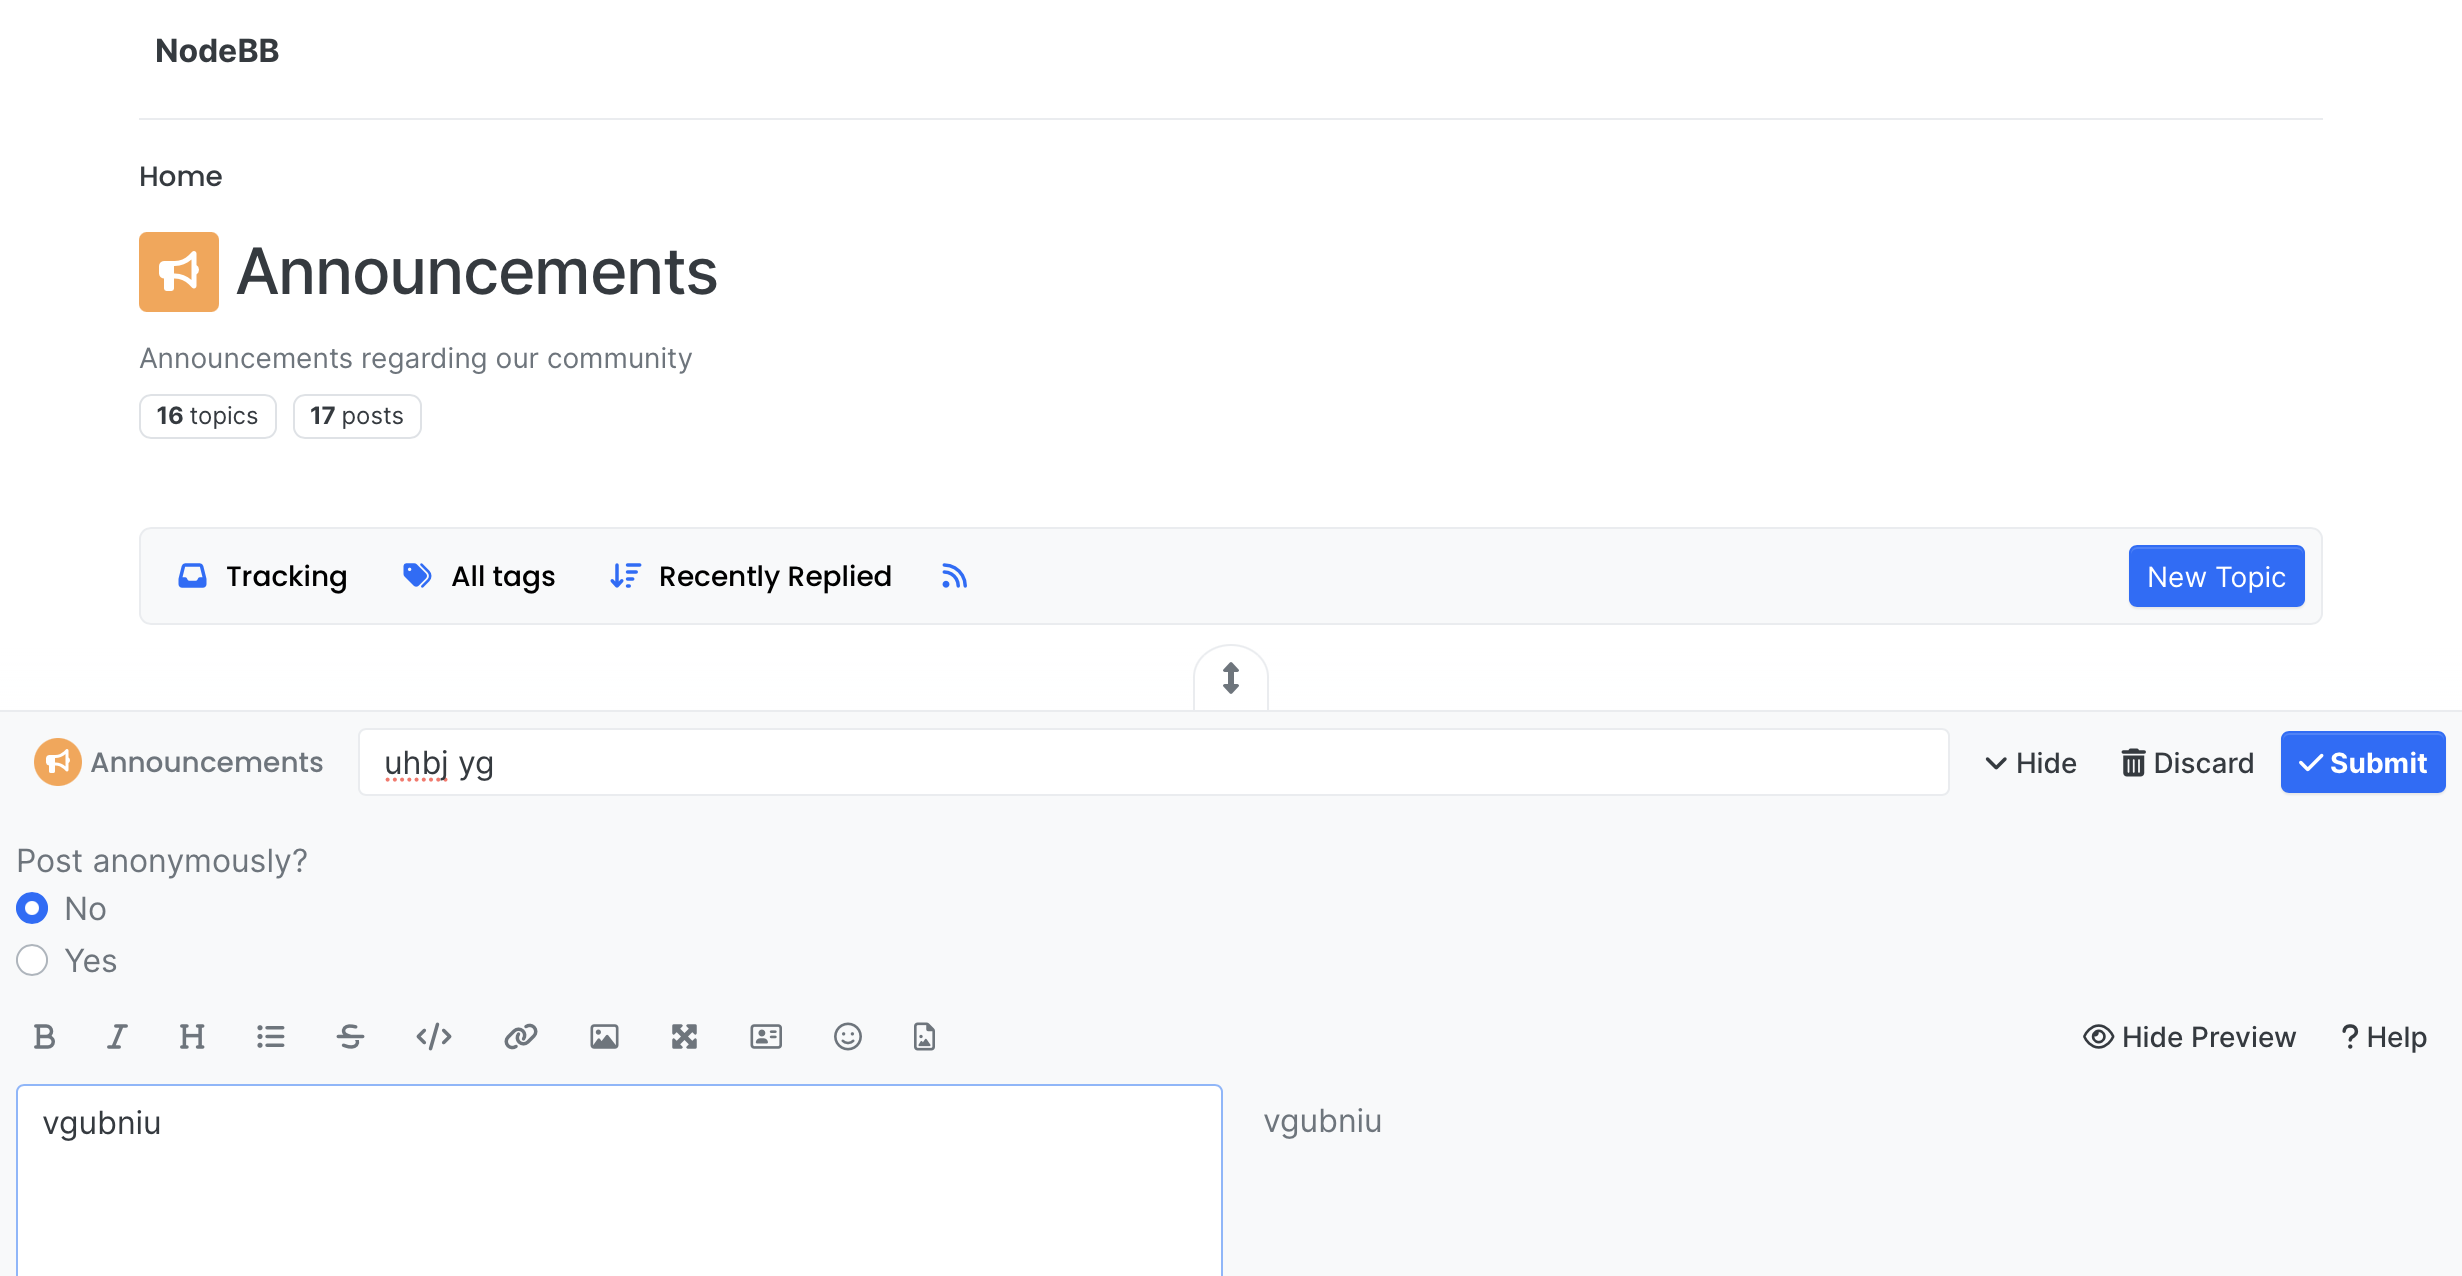 NodeBB
Home
Announcements
Announcements regarding our community
16 topics 17 posts
Tracking All tags Recently Replied New Topic
Announcements uhbj yg Hide Discard Submit
Post anonymously?
No
Yes
B I H S </> Hide Preview ? Help
vgubniu vgubniu